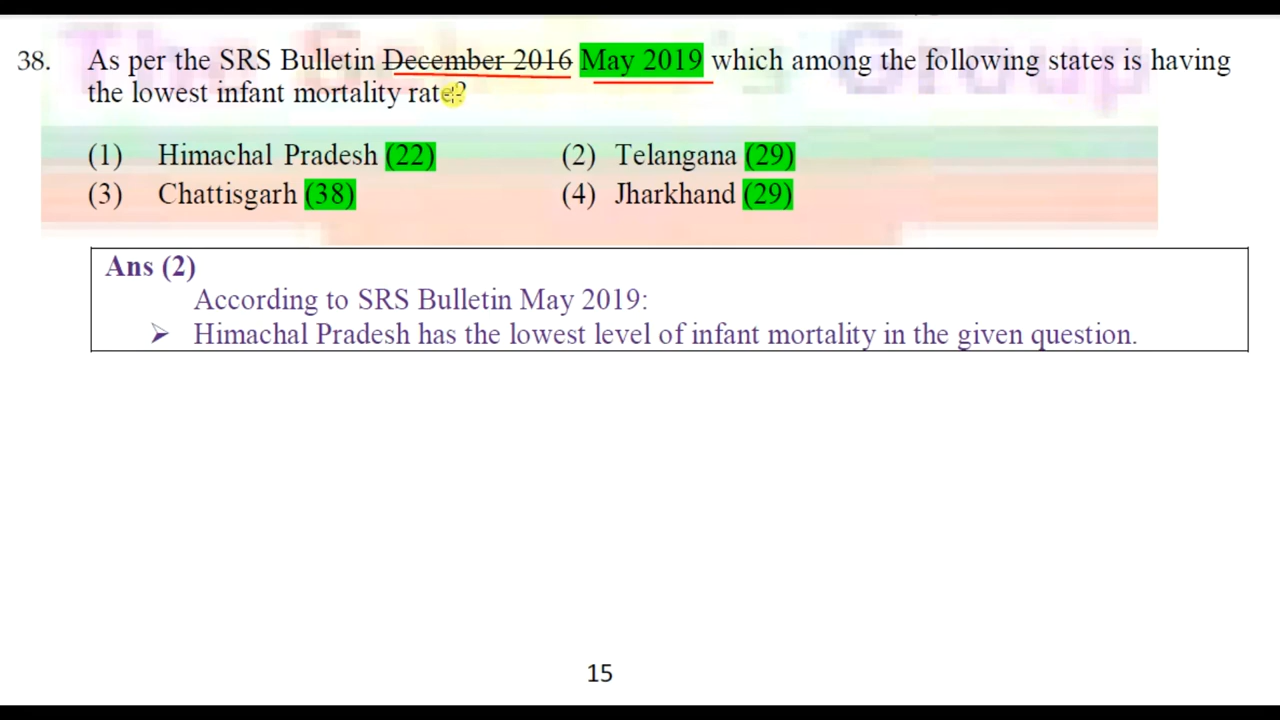 38. As per the SRS Bulletin December 2016 May 2019 which among the following states is having
the lowest infant mortality rate?
(1) Himachal Pradesh (22) (2) Telangana (29)
(3) Chattisgarh (38) (4) Jharkhand (29)
Ans (2)
According to SRS Bulletin May 2019:
➢ Himachal Pradesh has the lowest level of infant mortality in the given question.
15